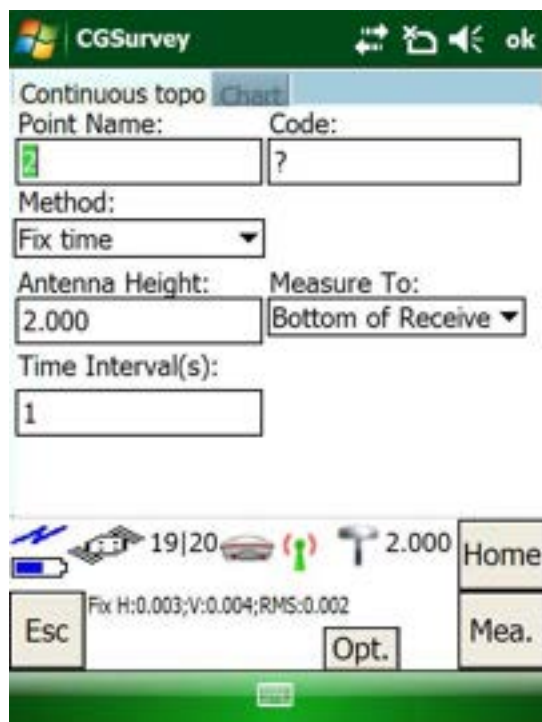 CGSurvey ok
Continuous topo Chart
Point Name: Code:
2 ?
Method:
Fix time
Antenna Height: Measure To:
2.000 Bottom of Receive
Time Interval(s):
1
19|20 2.000 Home
Fix H:0.003;V:0.004;RMS:0.002
Esc Opt. Mea.